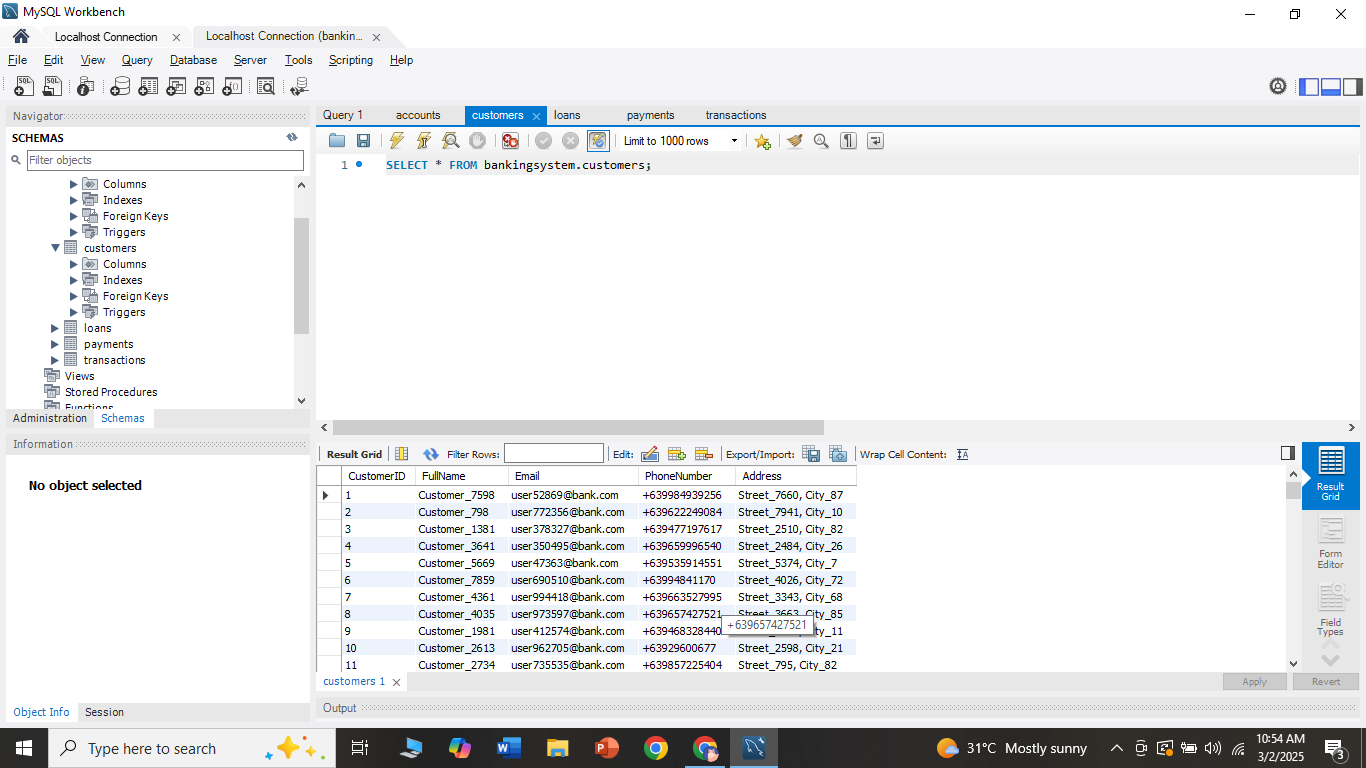 MySQL Workbench
Localhost Connection Localhost Connection (bankin...
File Edit View Query Database Server Tools Scripting Help
Navigator
SCHEMAS
Filter objects
Columns
Indexes
Foreign Keys
Triggers
customers
Columns
Indexes
Foreign Keys
Triggers
loans
payments
transactions
Views
Stored Procedures
Functions
Administration Schemas
Information
No object selected
Object Info Session
Query 1 accounts customers loans payments transactions
Limit to 1000 rows
1 SELECT * FROM bankingsystem.customers;
Result Grid Filter Rows: Edit: Export/Import: Wrap Cell Content:
CustomerID FullName Email PhoneNumber Address
1 Customer_7598 user52869@bank.com +639984939256 Street_7660, City_87
2 Customer_798 user772356@bank.com +639622249084 Street_7941, City_10
3 Customer_1381 user378327@bank.com +639477197617 Street_2510, City_82
4 Customer_3641 user350495@bank.com +639659996540 Street_2484, City_26
5 Customer_5669 user47363@bank.com +639535914551 Street_5374, City_7
6 Customer_7859 user690510@bank.com +63994841170 Street_4026, City_72
7 Customer_4361 user994418@bank.com +639663527995 Street_3343, City_68
8 Customer_4035 user973597@bank.com +639657427521 Street_3663, City_85
+639657427521
9 Customer_1981 user412574@bank.com +639468328440 City_11
10 Customer_2613 user962705@bank.com +63929600677 Street_2598, City_21
11 Customer_2734 user735535@bank.com +639857225404 Street_795, City_82
Result
Grid
Form
Editor
Field
Types
customers 1 Apply Revert
Output
Type here to search
31°C Mostly sunny
10:54 AM
3/2/2025
3